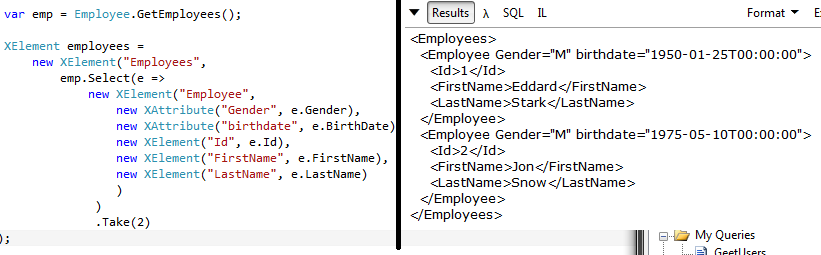 var emp = Employee.GetEmployees();
XElement employees =
new XElement("Employees",
emp.Select(e =>
new XElement("Employee",
new XAttribute("Gender", e.Gender),
new XAttribute("birthdate", e.BirthDate)
new XElement("Id", e.Id),
new XElement("FirstName", e.FirstName),
new XElement("LastName", e.LastName)
)
)
.Take(2)
);
Results λ SQL IL Format E
<Employees>
<Employee Gender="M" birthdate="1950-01-25T00:00:00">
<Id>1</Id>
<FirstName>Eddard</FirstName>
<LastName>Stark</LastName>
</Employee>
<Employee Gender="M" birthdate="1975-05-10T00:00:00">
<Id>2</Id>
<FirstName>Jon</FirstName>
<LastName>Snow</LastName>
</Employee>
</Employees>
My Queries
GeetUsers